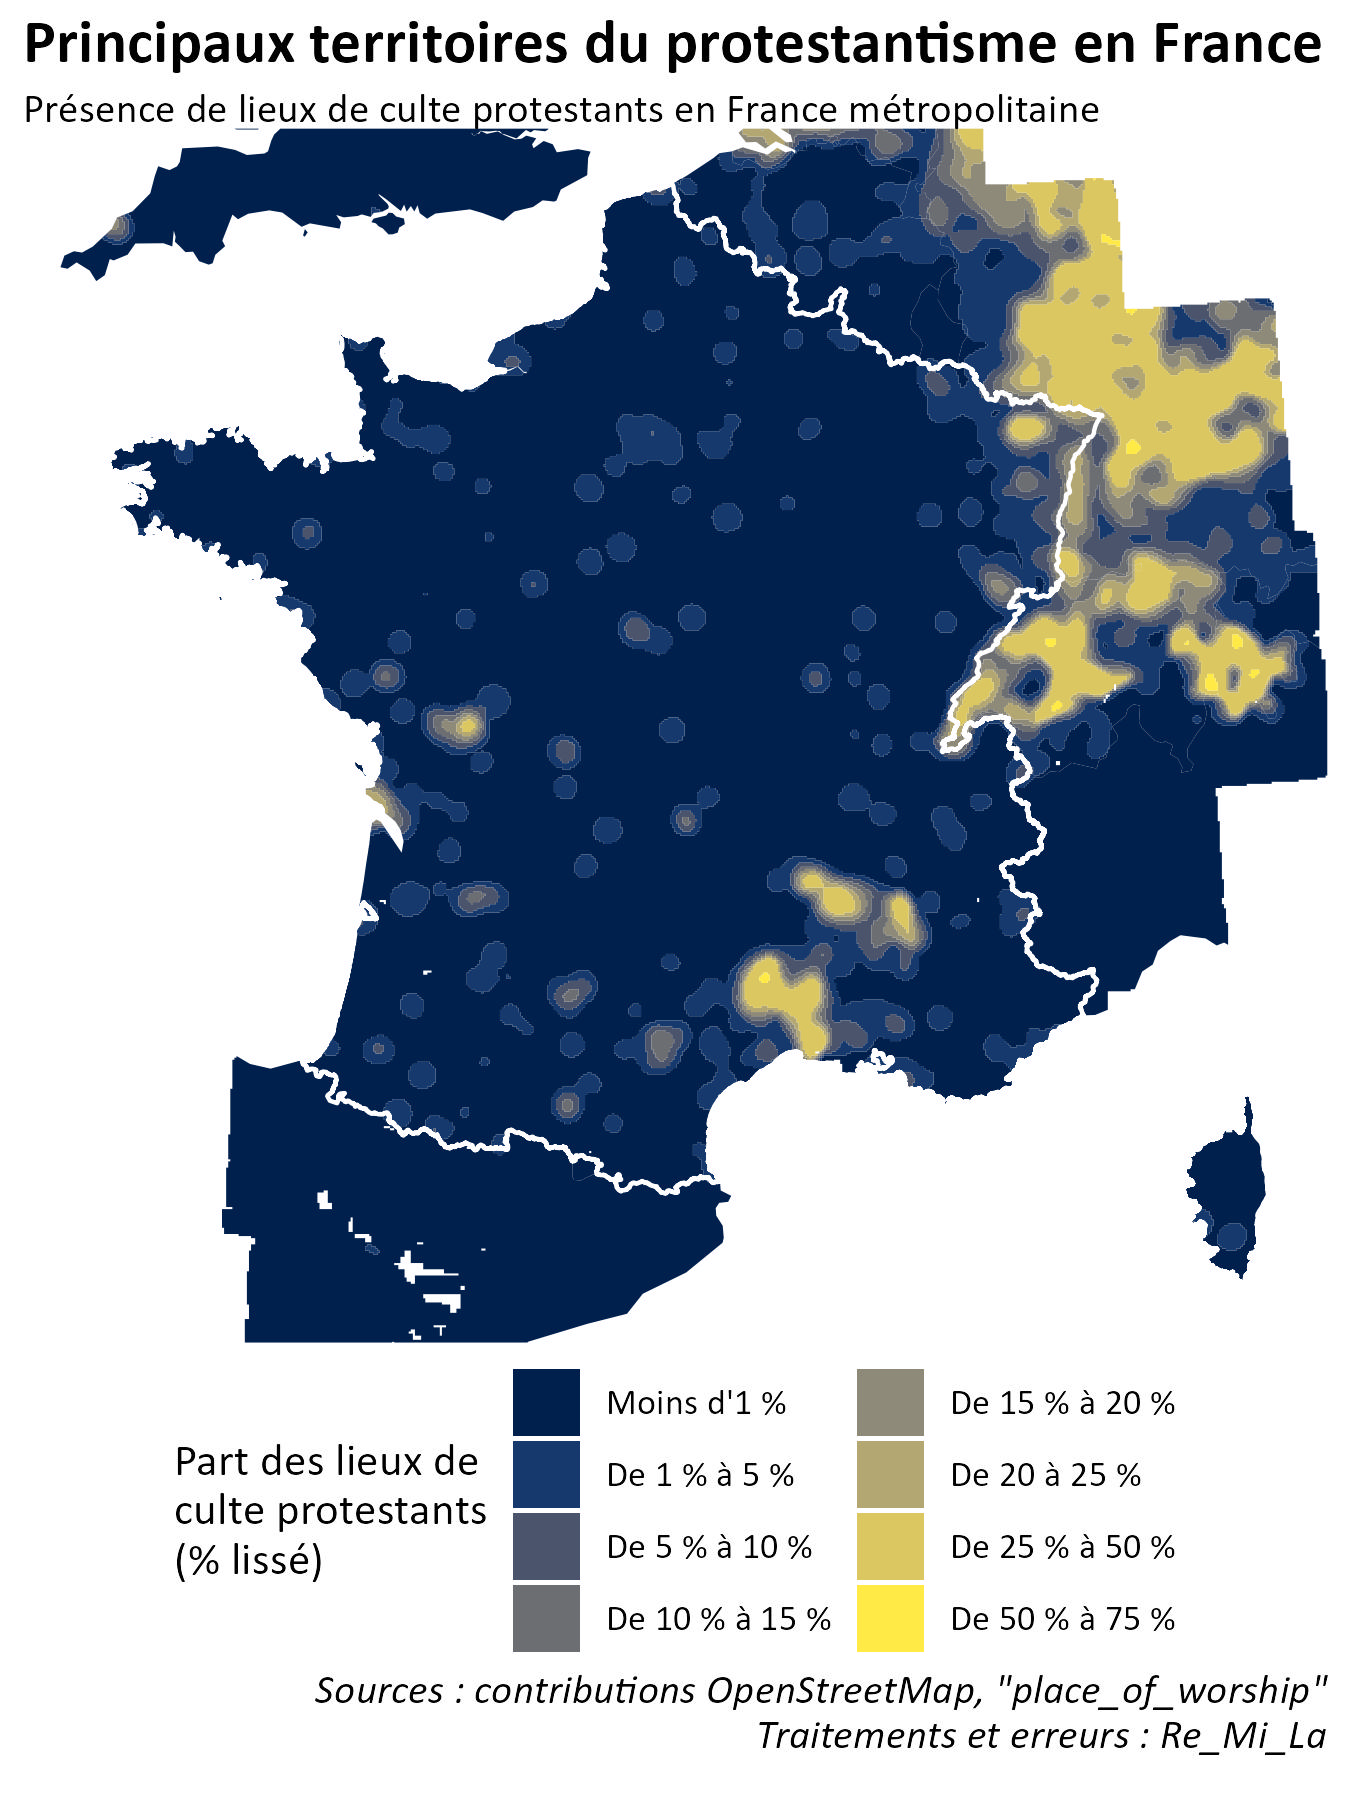 Principaux territoires du protestantisme en France
Présence de lieux de culte protestants en France métropolitaine
Part des lieux de
culte protestants
(% lissé)
Moins d'1 %
De 1 % à 5 %
De 5 % à 10 %
De 10 % à 15 %
De 15 % à 20 %
De 20 à 25 %
De 25 % à 50 %
De 50 % à 75 %
Sources : contributions OpenStreetMap, "place_of_worship"
Traitements et erreurs : Re_Mi_La